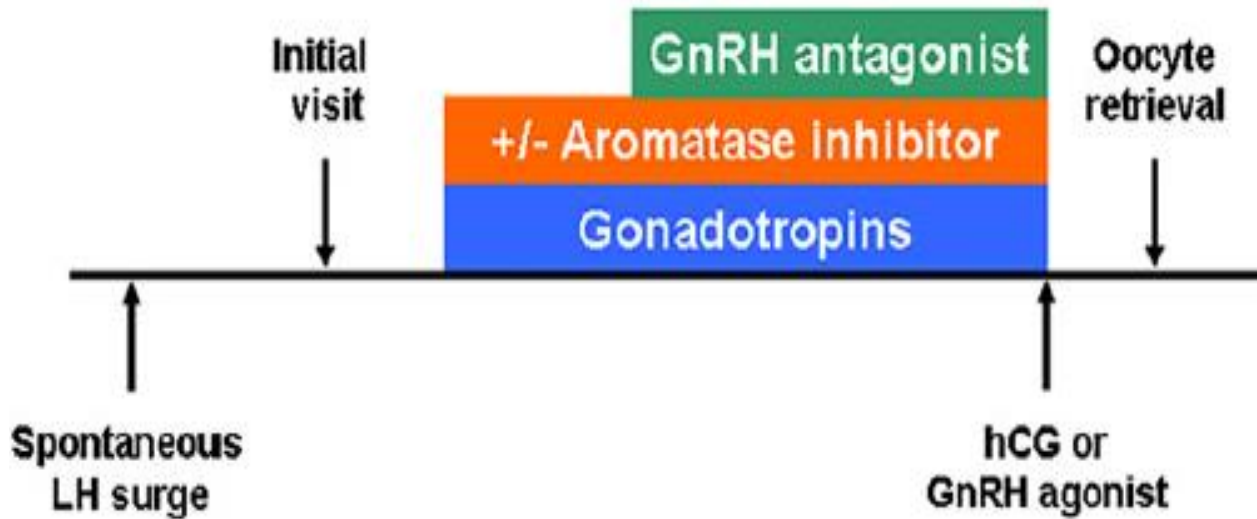 Initial
visit
GnRH antagonist
Oocyte
retrieval
+/- Aromatase inhibitor
Gonadotropins
Spontaneous
LH surge
hCG or
GnRH agonist